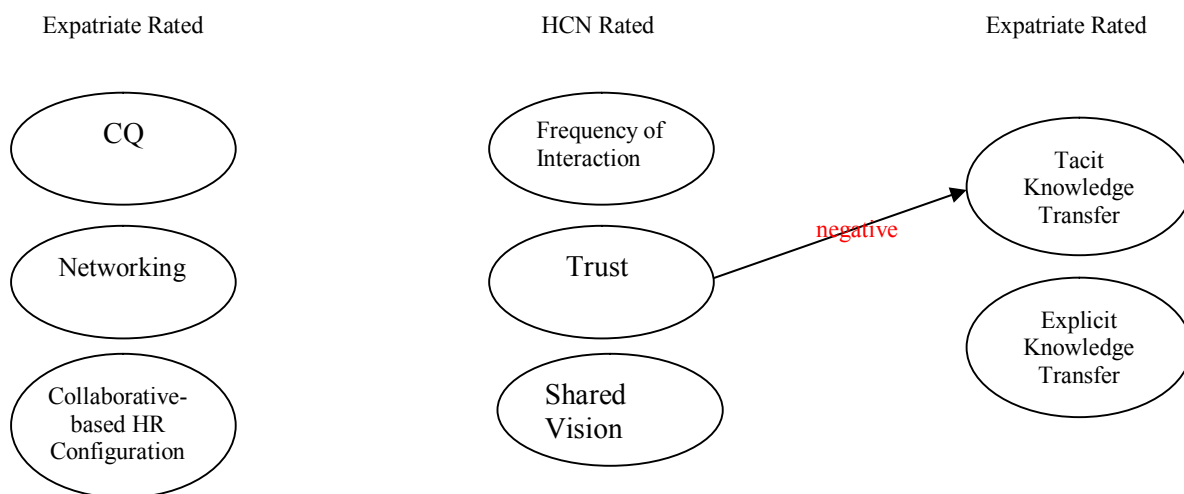 Expatriate Rated
HCN Rated
Expatriate Rated
CQ
Networking
Collaborative-
based HR
Configuration
Frequency of
Interaction
Trust
Shared
Vision
negative
Tacit
Knowledge
Transfer
Explicit
Knowledge
Transfer